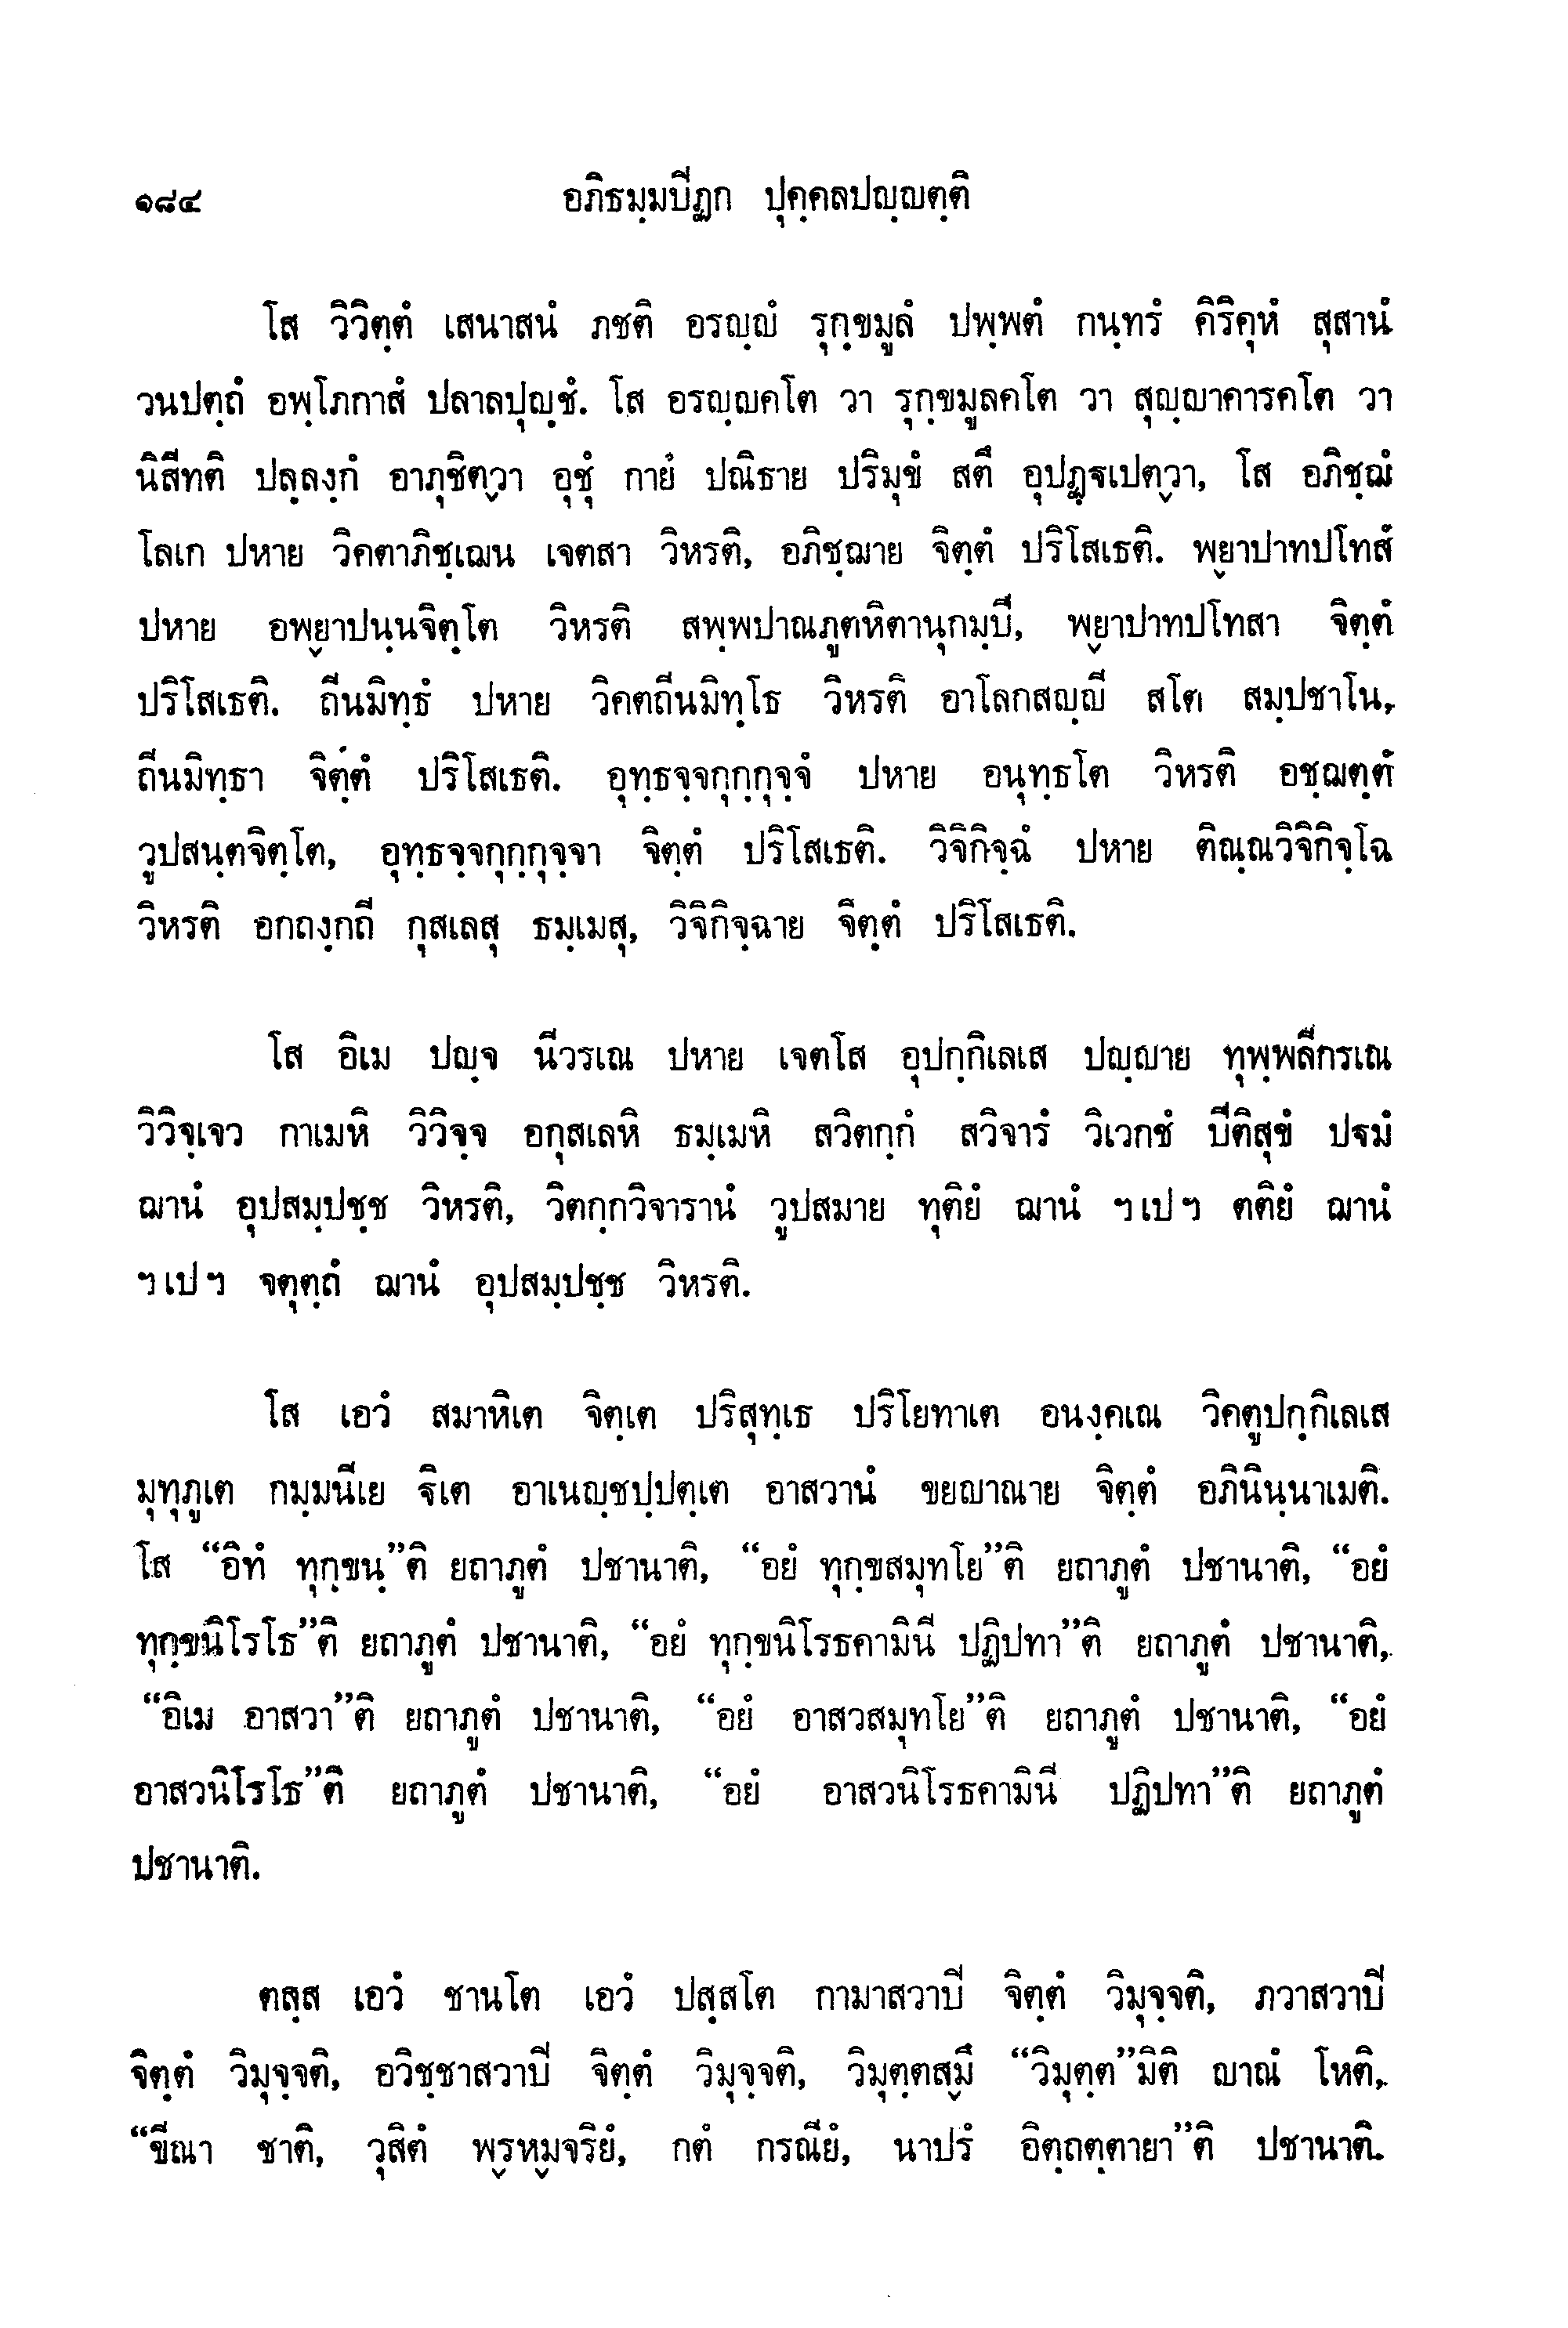 ๑๘๔ อภิธมฺมปิฏก ปุคฺคลปญฺญตฺติ
โส วิวิตฺตํ เสนาสนํ ภชติ อรญฺญํ รุกฺขมูลํ ปพฺพตํ กนฺทรํ คิริคุหํ สุสานํ
วนปตฺถํ อพฺโภกาสํ ปลาลปุญฺชํ. โส อรญฺญคโต วา รุกฺขมูลคโต วา สุญฺญาคารคโต วา
นิสีทติ ปลฺลงฺกํ อาภุชิตฺวา อุชุํ กายํ ปณิธาย ปริมุขํ สตึ อุปฏฺฐเปตฺวา, โส อภิชฺฌํ
โลเก ปหาย วิคตาภิชฺเฌน เจตสา วิหรติ, อภิชฺฌาย จิตฺตํ ปริโสเธติ. พฺยาปาทปโทสํ
ปหาย อพฺยาปนฺนจิตฺโต วิหรติ สพฺพปาณภูตหิตานุกมฺปี, พฺยาปาทปโทสา จิตฺตํ
ปริโสเธติ. ถีนมิทฺธํ ปหาย วิคตถีนมิทฺโธ วิหรติ อาโลกสญฺญี สโต สมฺปชาโน,
ถีนมิทฺธา จิตฺตํ ปริโสเธติ. อุทฺธจฺจกุกฺกุจฺจํ ปหาย อนุทฺธโต วิหรติ อชฺฌตฺตํ
วูปสนฺตจิตฺโต, อุทฺธจฺจกุกฺกุจฺจา จิตฺตํ ปริโสเธติ. วิจิกิจฺฉํ ปหาย ติณฺณวิจิกิจฺโฉ
วิหรติ อกถงฺกถี กุสเลสุ ธมฺเมสุ, วิจิกิจฺฉาย จิตฺตํ ปริโสเธติ.
โส อิเม ปญฺจ นีวรเณ ปหาย เจตโส อุปกฺกิเลเส ปญฺญาย ทุพฺพลีกรเณ
วิวิจฺเจว กาเมหิ วิวิจฺจ อกุสเลหิ ธมฺเมหิ สวิตกฺกํ สวิจารํ วิเวกชํ ปีติสุขํ ปฐมํ
ฌานํ อุปสมฺปชฺช วิหรติ, วิตกฺกวิจารานํ วูปสมาย ทุติยํ ฌานํ ฯเปฯ ตติยํ ฌานํ
ฯเปฯ จตุตฺถํ ฌานํ อุปสมฺปชฺช วิหรติ.
โส เอวํ สมาหิเต จิตฺเต ปริสุทฺเธ ปริโยทาเต อนงฺคเณ วิคตูปกฺกิเลเส
มุทุภูเต กมฺมนีเย ฐิเต อาเนญฺชปฺปตฺเต อาสวานํ ขยญาณาย จิตฺตํ อภินินฺนาเมติ.
โส “อิทํ ทุกฺขนฺ”ติ ยถาภูตํ ปชานาติ, “อยํ ทุกฺขสมุทโย”ติ ยถาภูตํ ปชานาติ, “อยํ
ทุกฺขนิโรโธ”ติ ยถาภูตํ ปชานาติ, “อยํ ทุกฺขนิโรธคามินี ปฏิปทา”ติ ยถาภูตํ ปชานาติ,
“อิเม อาสวา”ติ ยถาภูตํ ปชานาติ, “อยํ อาสวสมุทโย”ติ ยถาภูตํ ปชานาติ, “อยํ
อาสวนิโรโธ”ติ ยถาภูตํ ปชานาติ, “อยํ อาสวนิโรธคามินี ปฏิปทา”ติ ยถาภูตํ
ปชานาติ.
ตสฺส เอวํ ชานโต เอวํ ปสฺสโต กามาสวาปิ จิตฺตํ วิมุจฺจติ, ภวาสวาปิ
จิตฺตํ วิมุจฺจติ, อวิชฺชาสวาปิ จิตฺตํ วิมุจฺจติ, วิมุตฺตสฺมึ “วิมุตฺต”มิติ ญาณํ โหติ,
“ขีณา ชาติ, วุสิตํ พฺรหฺมจริยํ, กตํ กรณียํ, นาปรํ อิตฺถตฺตายา”ติ ปชานาติ.